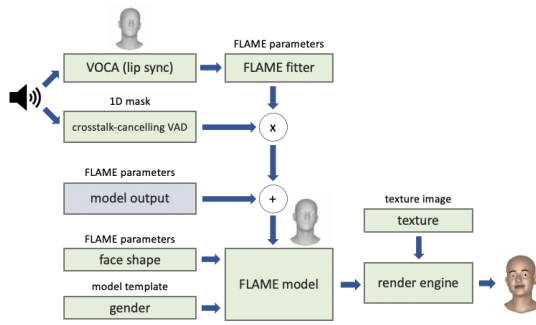 FLAME parameters
VOCA (lip sync)
FLAME fitter
1D mask
crosstalk-cancelling VAD
x
FLAME parameters
model output
+
texture image
texture
FLAME parameters
face shape
FLAME model
render engine
model template
gender